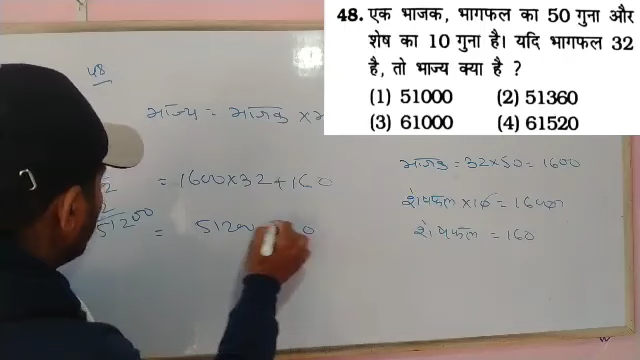 48. एक भाजक, भागफल का 50 गुना और
शेष का 10 गुना है। यदि भागफल 32
है, तो भाज्य क्या है ?
(1) 51000 (2) 51360
(3) 61000 (4) 61520
48
भाज्य = भाजक ×
= 1600×32+160
51200
= 5120
भाजक = 32×50 = 1600
शेषफल ×10 = 1600
शेषफल = 160